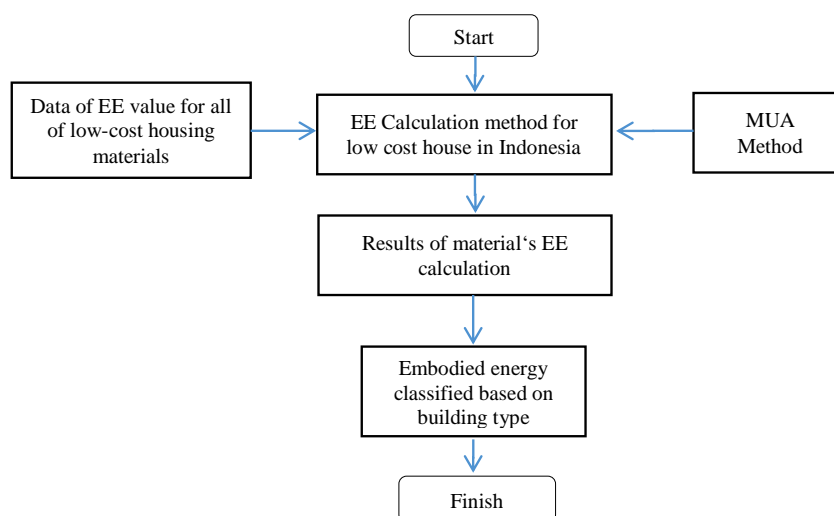 Start
Data of EE value for all
of low-cost housing
materials
EE Calculation method for
low cost house in Indonesia
MUA
Method
Results of material‘s EE
calculation
Embodied energy
classified based on
building type
Finish